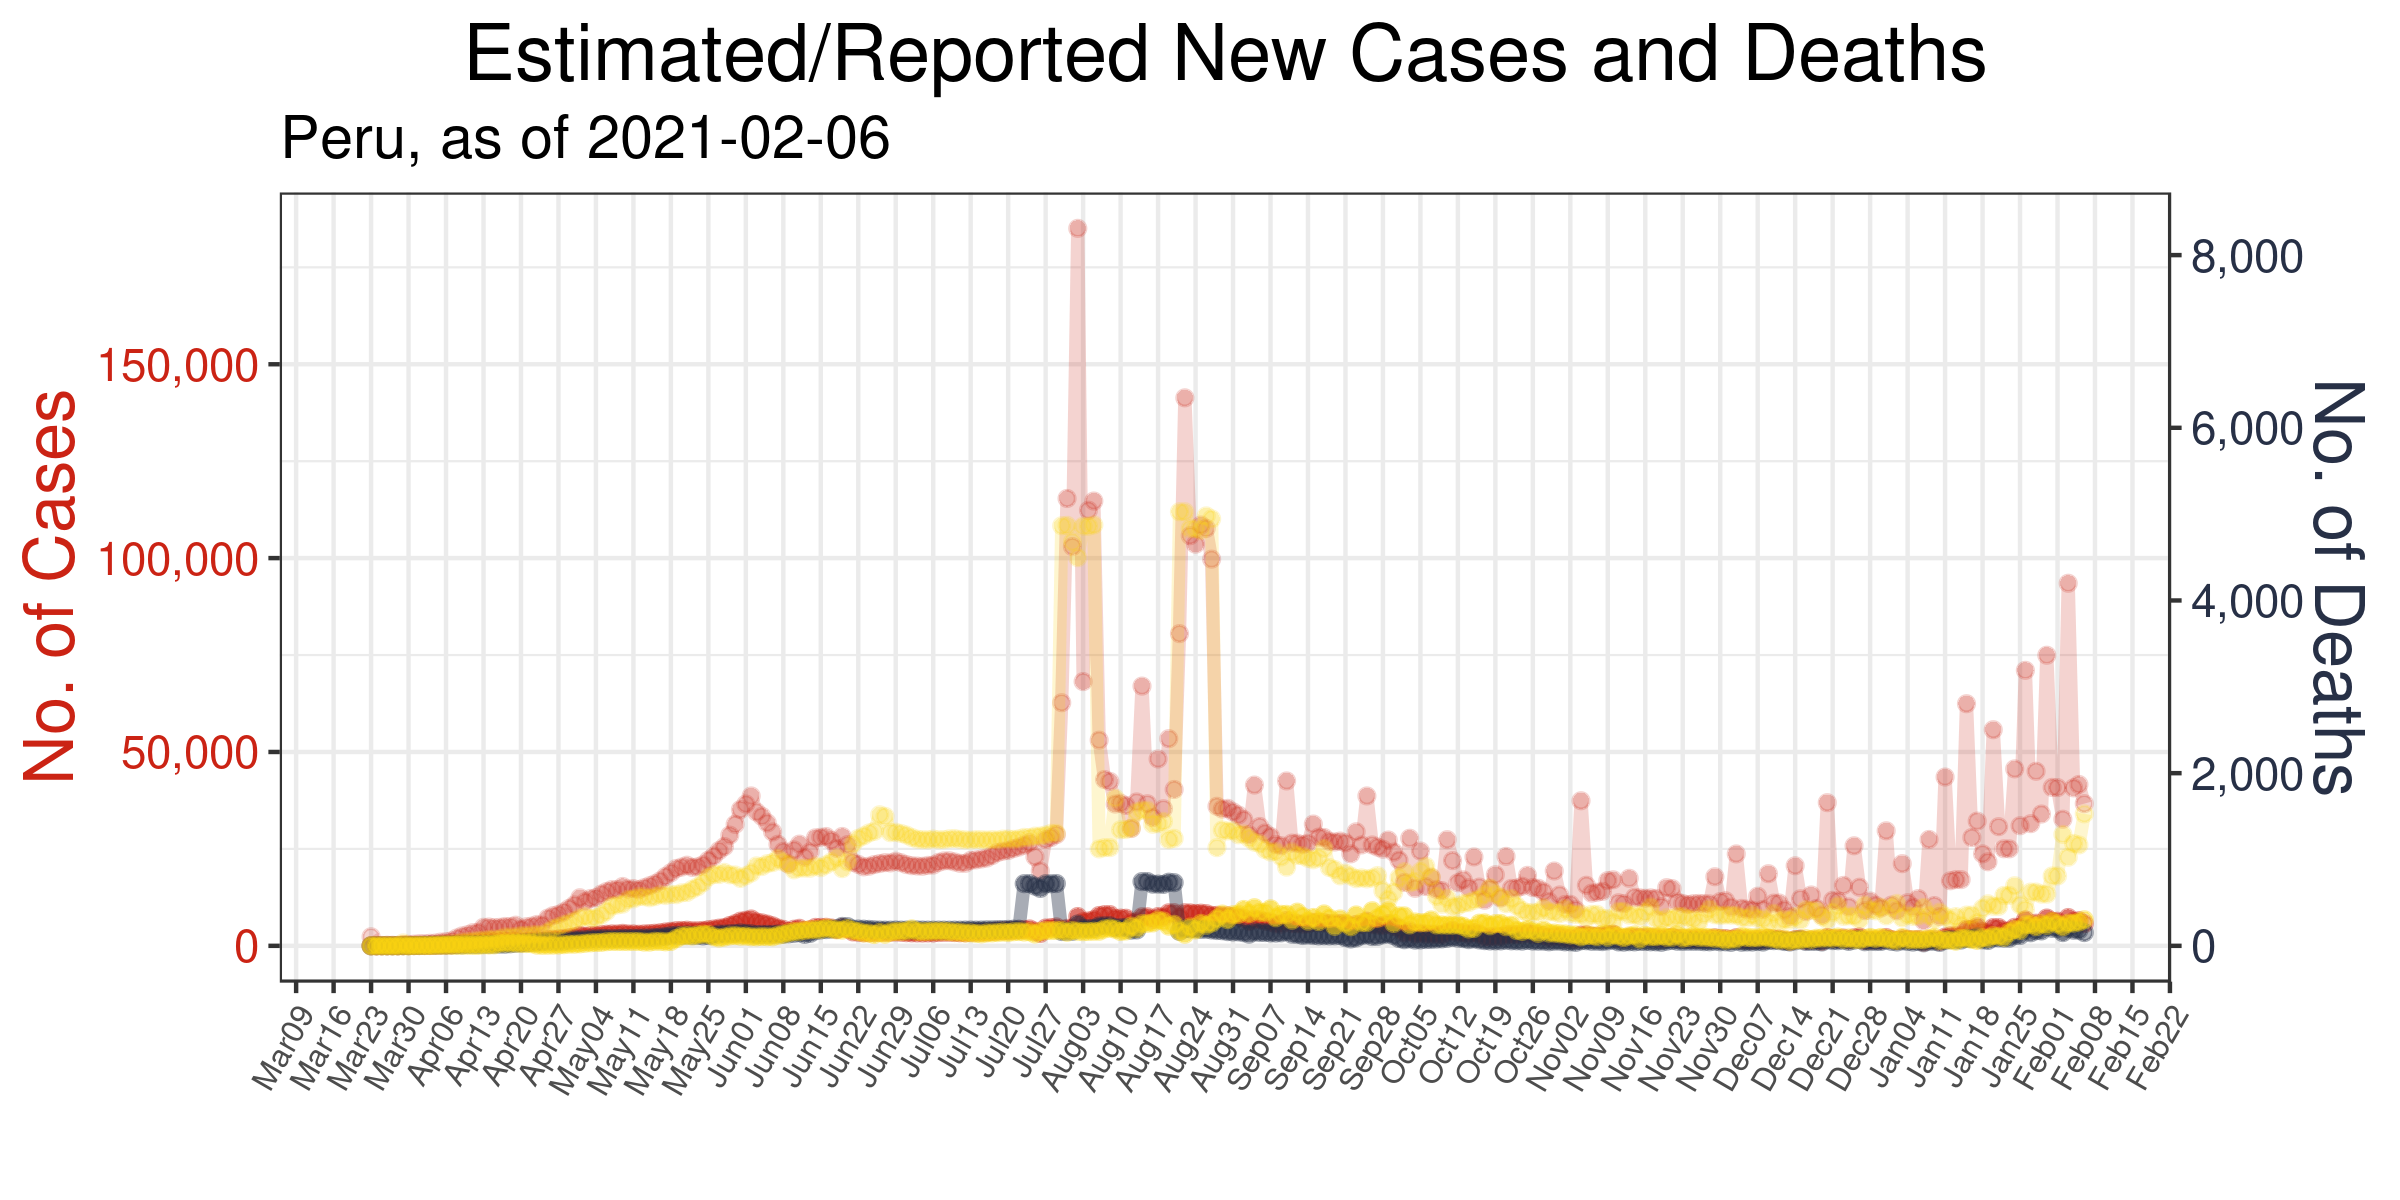 Estimated/Reported New Cases and Deaths
Peru, as of 2021-02-06
No. of Cases
150,000
100,000
50,000
0
8,000
6,000
4,000
2,000
0
No. of Deaths
Mar09
Mar16
Mar23
Mar30
Apr06
Apr13
Apr20
Apr27
May04
May11
May18
May25
Jun01
Jun08
Jun15
Jun22
Jun29
Jul06
Jul13
Jul20
Jul27
Aug03
Aug10
Aug17
Aug24
Aug31
Sep07
Sep14
Sep21
Sep28
Oct05
Oct12
Oct19
Oct26
Nov02
Nov09
Nov16
Nov23
Nov30
Dec07
Dec14
Dec21
Dec28
Jan04
Jan11
Jan18
Jan25
Feb01
Feb08
Feb15
Feb22